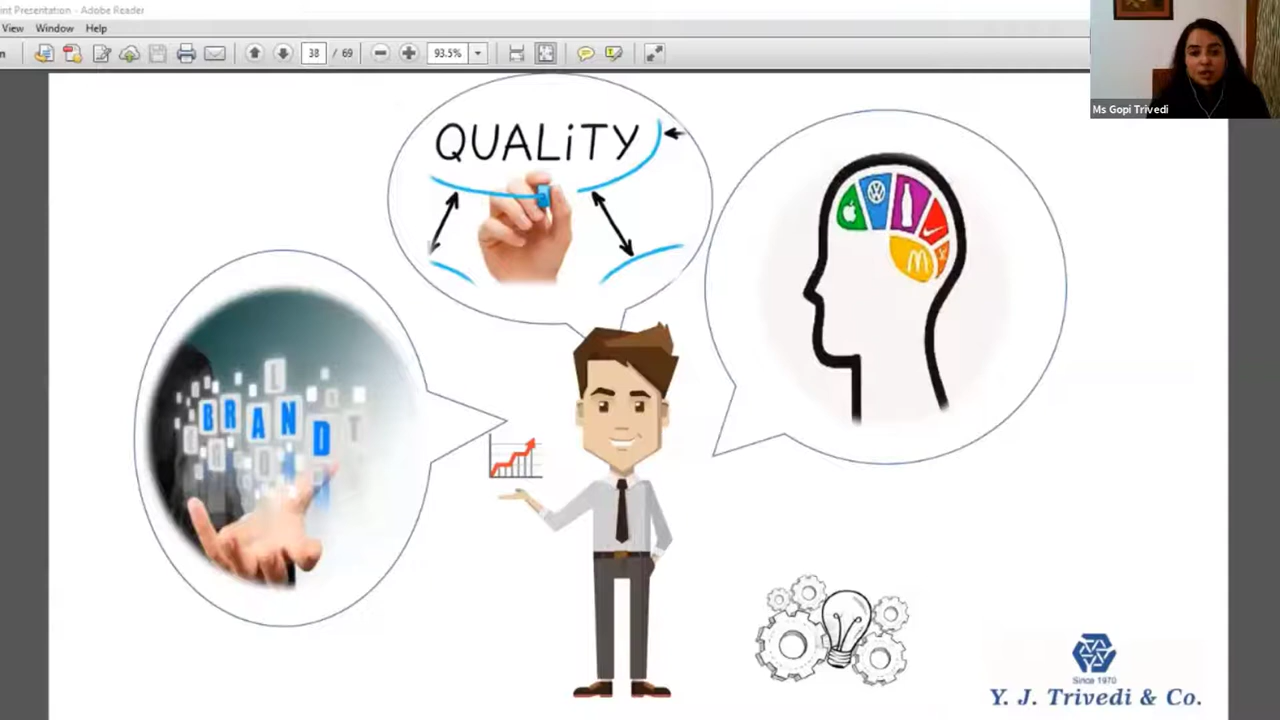 int Presentation - Adobe Reader
View Window Help
38 / 69
93.5%
Ms Gopi Trivedi
QUALiTY
BRAND
L
T
M
Since 1970
Y. J. Trivedi & Co.